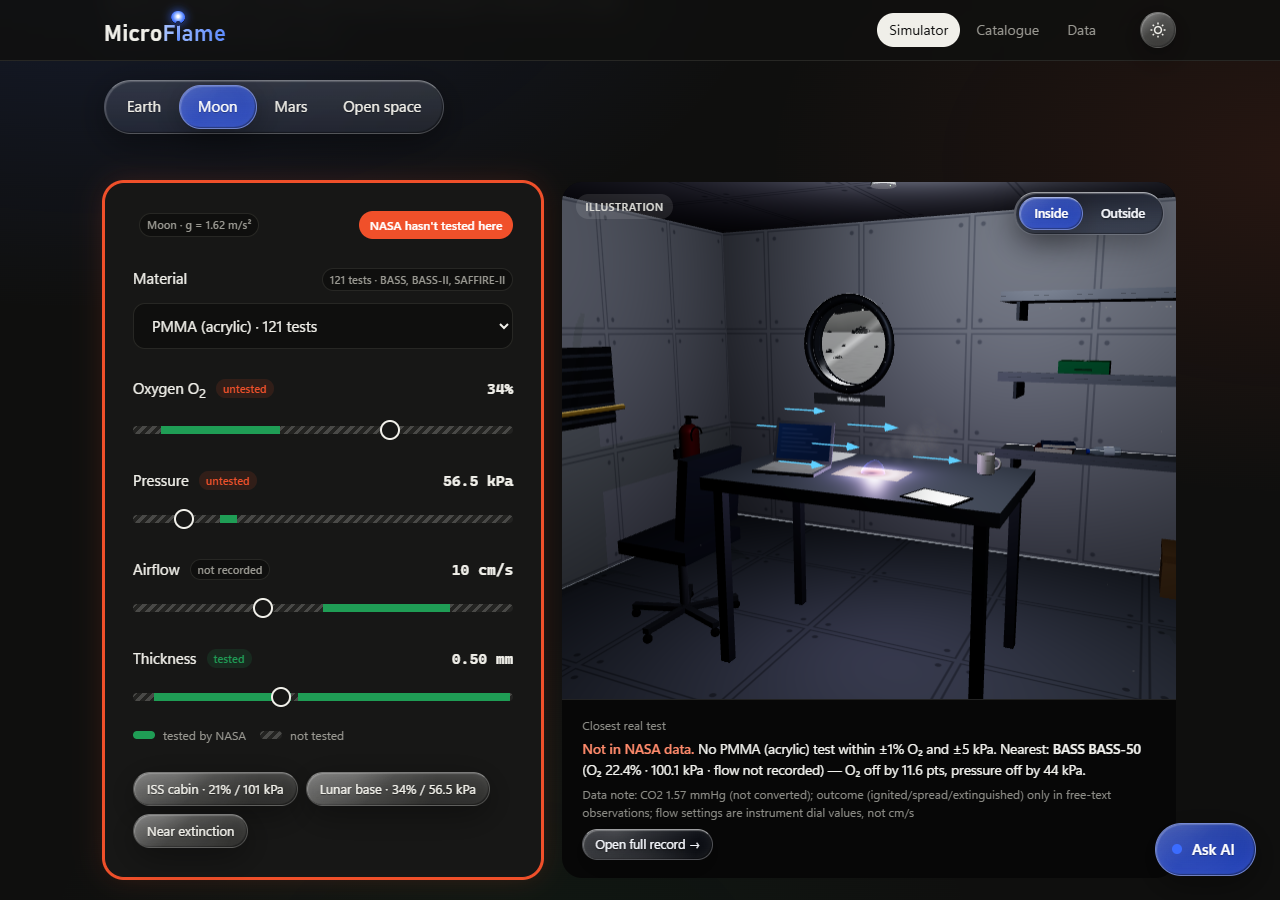 MicroFlame
Simulator Catalogue Data
Earth Moon Mars Open space
Moon · g = 1.62 m/s²
NASA hasn't tested here
Material
121 tests · BASS, BASS-II, SAFFIRE-II
PMMA (acrylic) · 121 tests
Oxygen O₂ untested 34%
Pressure untested 56.5 kPa
Airflow not recorded 10 cm/s
Thickness tested 0.50 mm
tested by NASA not tested
ISS cabin · 21% / 101 kPa
Lunar base · 34% / 56.5 kPa
Near extinction
ILLUSTRATION
Inside Outside
Closest real test
Not in NASA data. No PMMA (acrylic) test within ±1% O₂ and ±5 kPa. Nearest: BASS BASS-50
(O₂ 22.4% · 100.1 kPa · flow not recorded) — O₂ off by 11.6 pts, pressure off by 44 kPa.
Data note: CO2 1.57 mmHg (not converted); outcome (ignited/spread/extinguished) only in free-text
observations; flow settings are instrument dial values, not cm/s
Open full record →
Ask AI